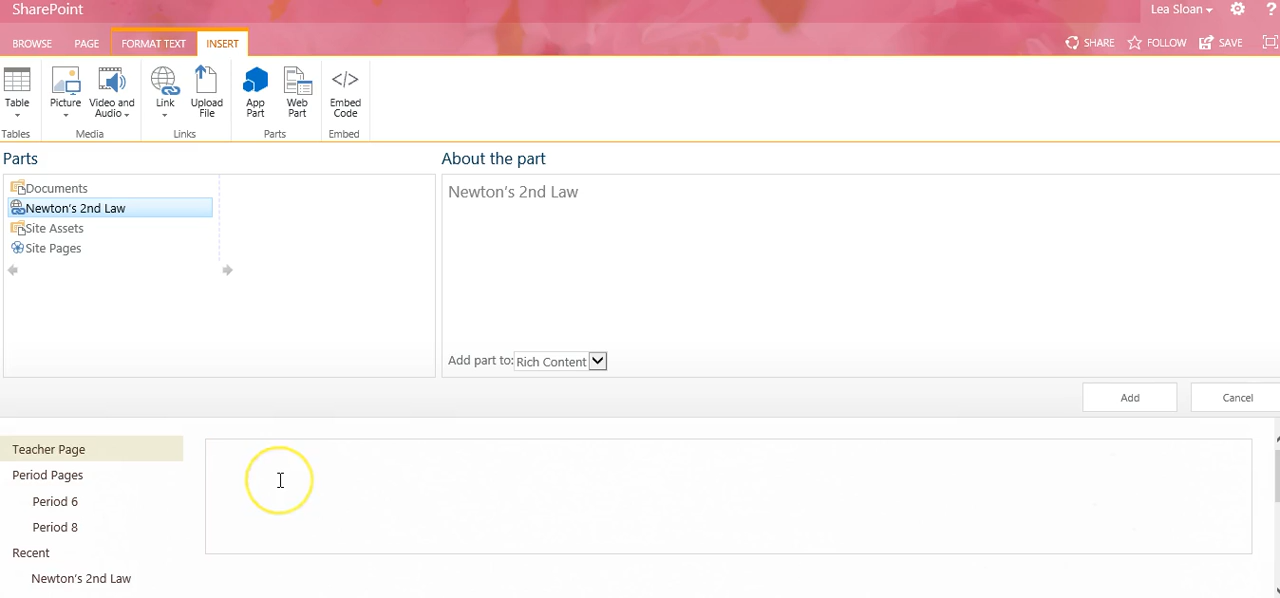 SharePoint
Lea Sloan
?
BROWSE PAGE FORMAT TEXT INSERT
SHARE FOLLOW SAVE
Table Picture Video and Audio Link Upload File App Part Web Part Embed Code
Tables Media Links Parts Embed
Parts
About the part
Documents
Newton's 2nd Law
Site Assets
Site Pages
Newton's 2nd Law
Add part to: Rich Content
Add Cancel
Teacher Page
Period Pages
Period 6
Period 8
Recent
Newton's 2nd Law